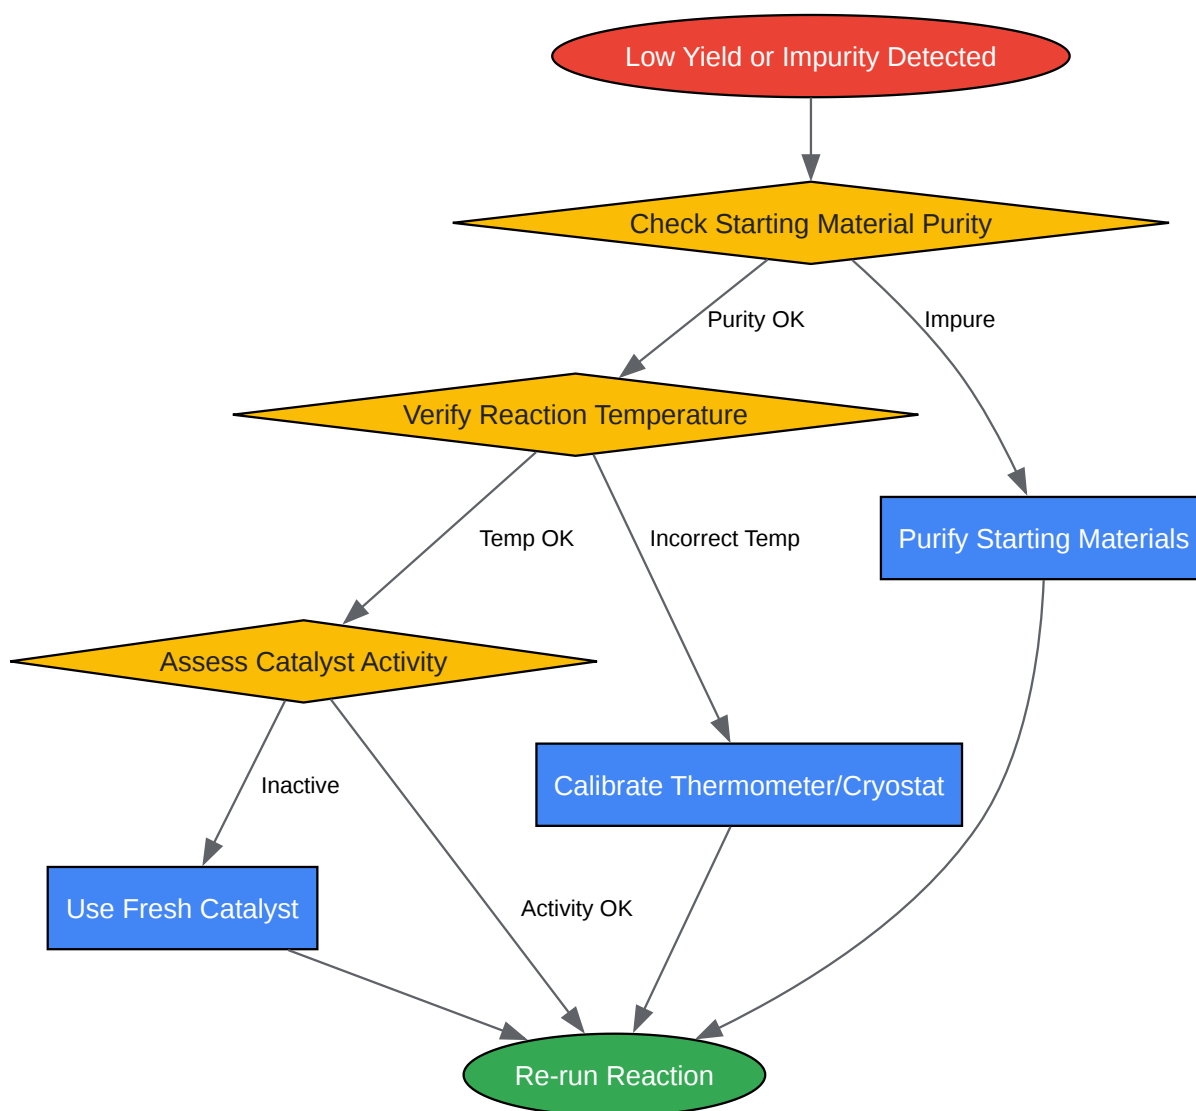 Low Yield or Impurity Detected
Check Starting Material Purity
Purity OK
Impure
Verify Reaction Temperature
Temp OK
Incorrect Temp
Purify Starting Materials
Assess Catalyst Activity
Inactive
Calibrate Thermometer/Cryostat
Use Fresh Catalyst
Activity OK
Re-run Reaction